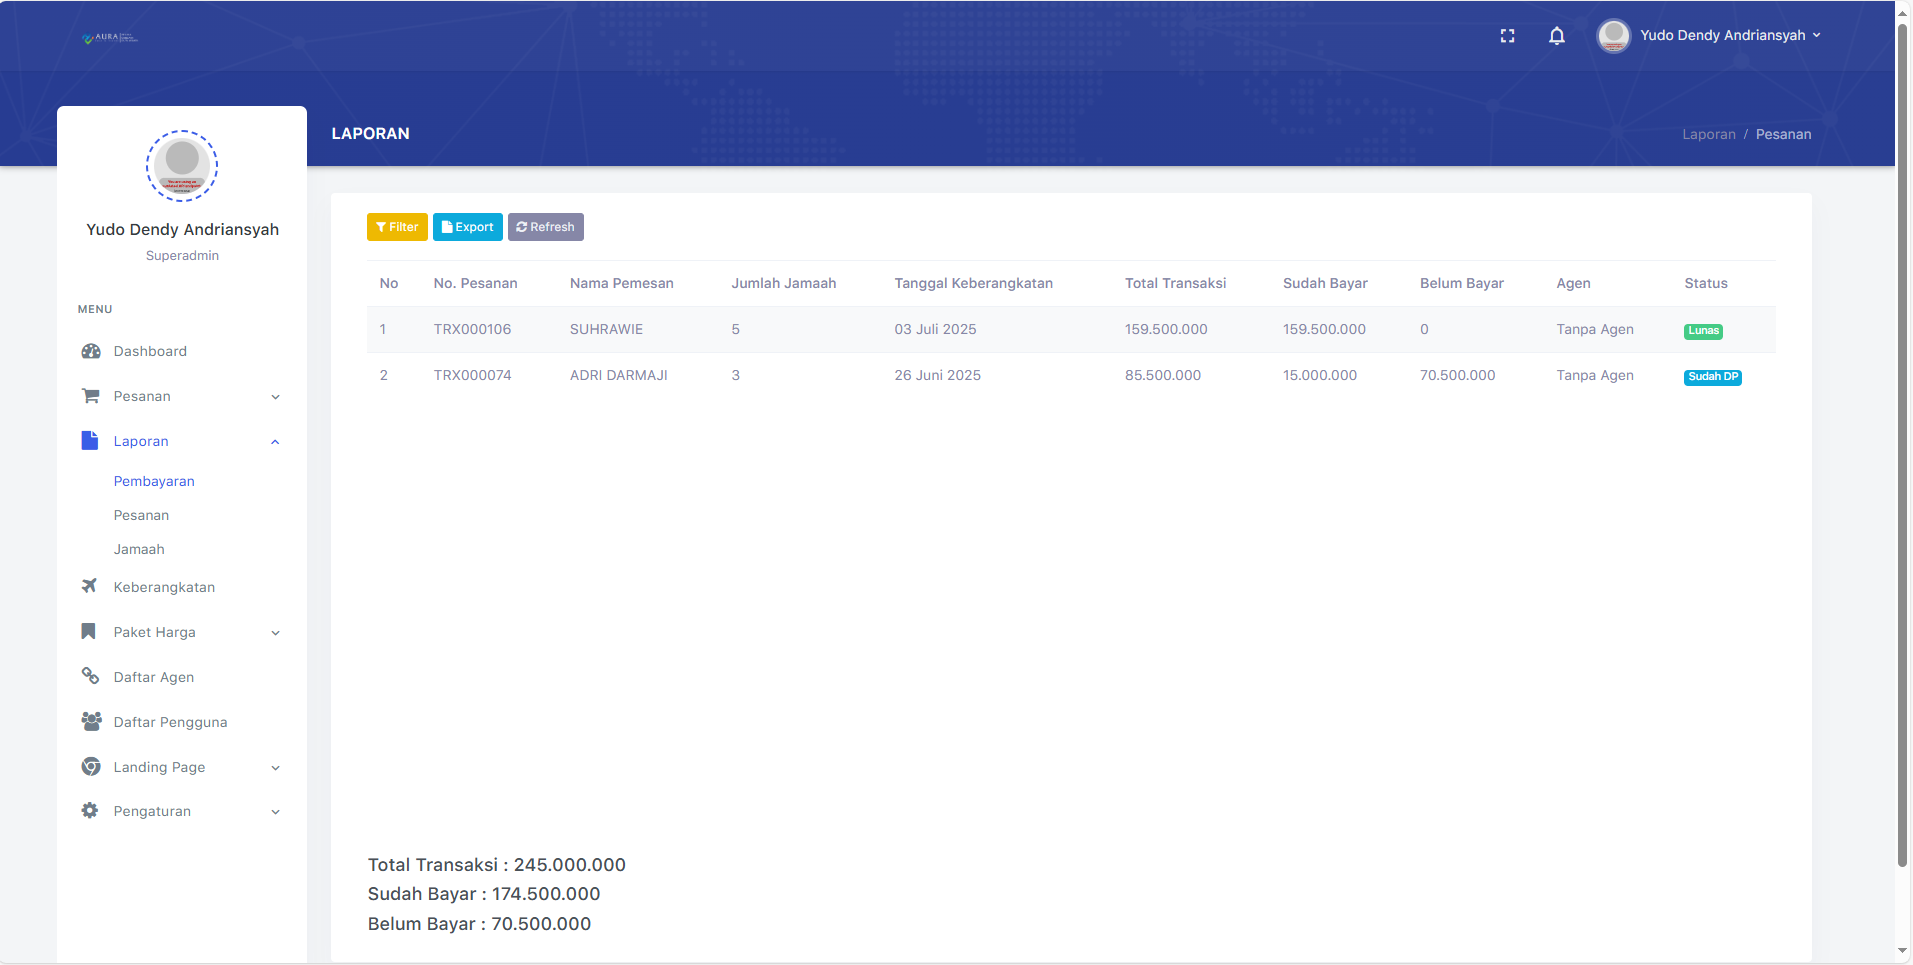 AURA
Yudo Dendy Andriansyah
LAPORAN
Laporan / Pesanan
Yudo Dendy Andriansyah
Superadmin
MENU
Dashboard
Pesanan
Laporan
Pembayaran
Pesanan
Jamaah
Keberangkatan
Paket Harga
Daftar Agen
Daftar Pengguna
Landing Page
Pengaturan
Filter Export Refresh
No No. Pesanan Nama Pemesan Jumlah Jamaah Tanggal Keberangkatan Total Transaksi Sudah Bayar Belum Bayar Agen Status
1 TRX000106 SUHRAWIE 5 03 Juli 2025 159.500.000 159.500.000 0 Tanpa Agen Lunas
2 TRX000074 ADRI DARMAJI 3 26 Juni 2025 85.500.000 15.000.000 70.500.000 Tanpa Agen Sudah DP
Total Transaksi : 245.000.000
Sudah Bayar : 174.500.000
Belum Bayar : 70.500.000